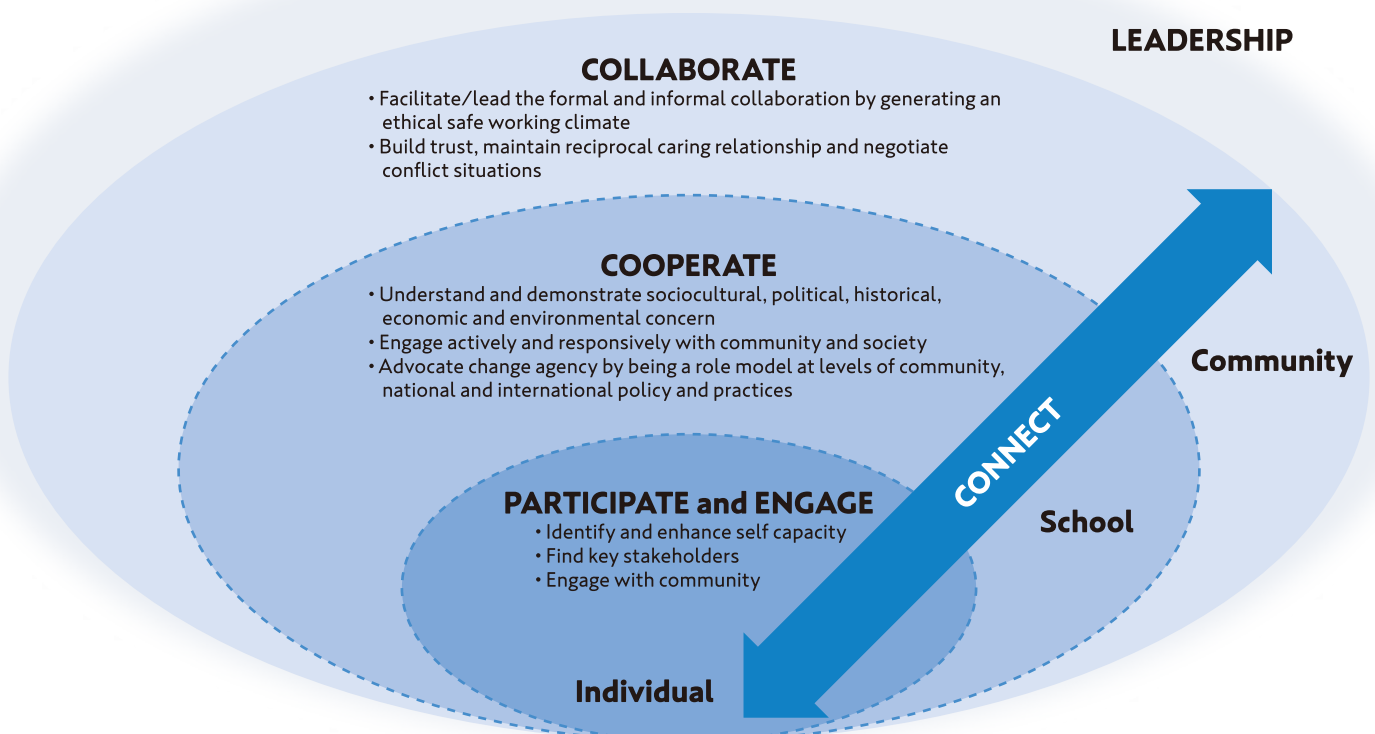 LEADERSHIP
COLLABORATE
• Facilitate/lead the formal and informal collaboration by generating an
ethical safe working climate
• Build trust, maintain reciprocal caring relationship and negotiate
conflict situations
COOPERATE
• Understand and demonstrate sociocultural, political, historical,
economic and environmental concern
• Engage actively and responsively with community and society
• Advocate change agency by being a role model at levels of community,
national and international policy and practices
Community
CONNECT
PARTICIPATE and ENGAGE
• Identify and enhance self capacity
• Find key stakeholders
• Engage with community
School
Individual